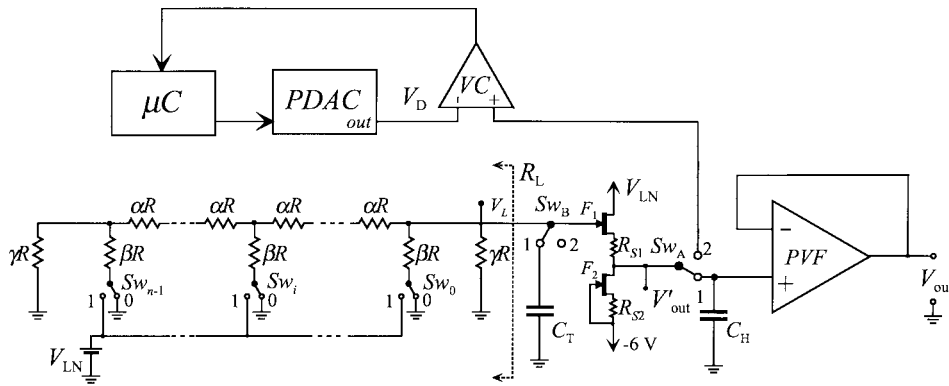 μC
PDAC
out
V_D
VC
-
+
R_L
V_LN
αR
αR
αR
αR
V_L
Sw_B
F_1
R_S1
Sw_A
2
γR
βR
βR
βR
γR
1
2
F_2
1
−
PVF
+
Sw_n-1
Sw_i
Sw_0
1
0
1
0
1
0
R_S2
V'_out
V_ou
V_LN
C_T
-6 V
C_H